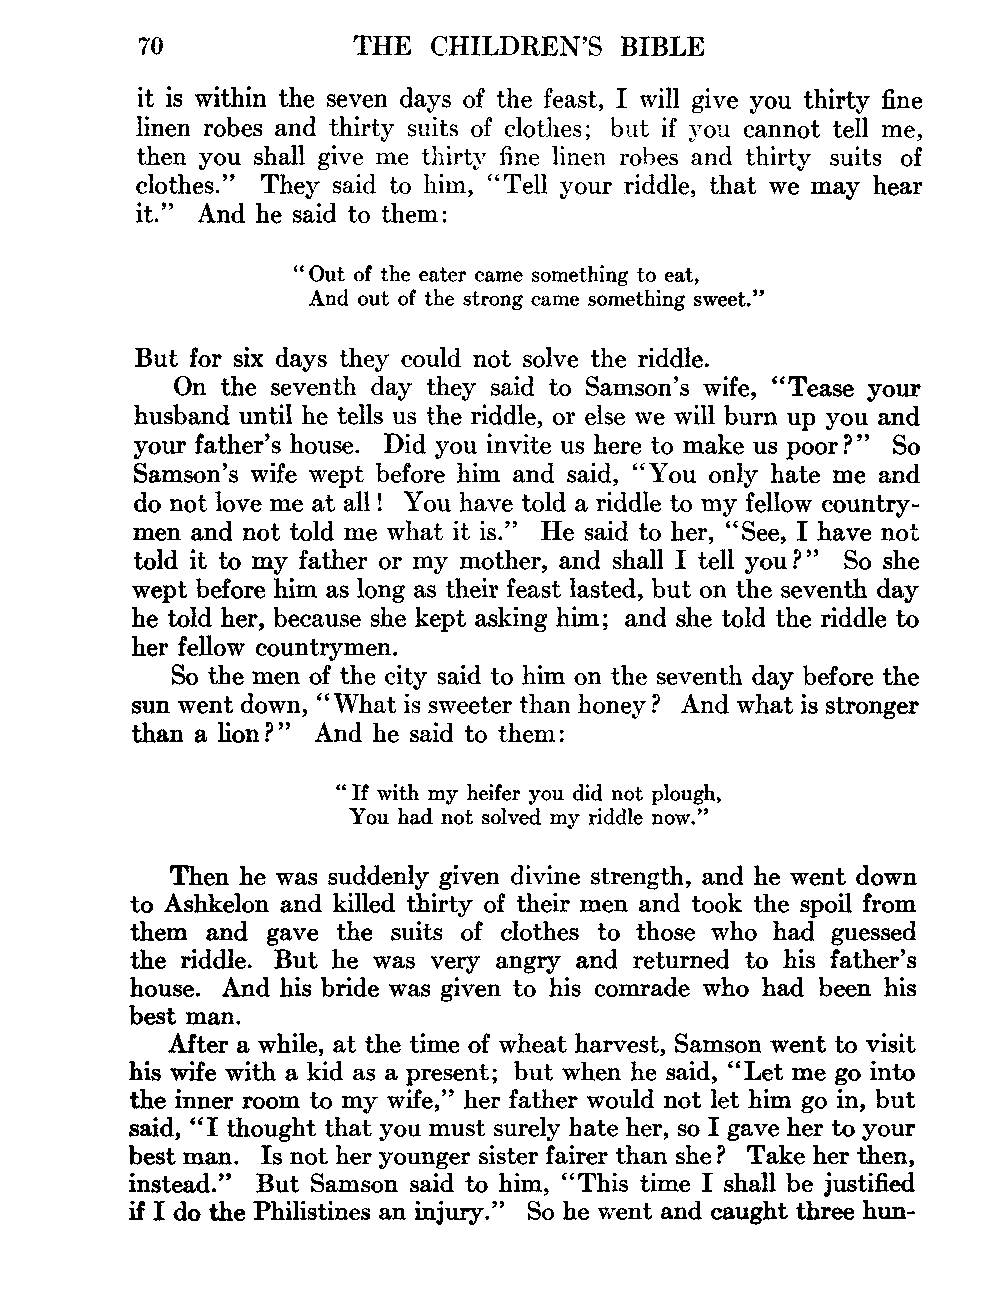 70 THE CHILDREN'S BIBLE
it is within the seven days of the feast, I will give you thirty fine
linen robes and thirty suits of clothes; but if you cannot tell me,
then you shall give me thirty fine linen robes and thirty suits of
clothes." They said to him, "Tell your riddle, that we may hear
it." And he said to them:
"Out of the eater came something to eat,
And out of the strong came something sweet."
But for six days they could not solve the riddle.
On the seventh day they said to Samson's wife, "Tease your
husband until he tells us the riddle, or else we will burn up you and
your father's house. Did you invite us here to make us poor?" So
Samson's wife wept before him and said, "You only hate me and
do not love me at all! You have told a riddle to my fellow country-
men and not told me what it is." He said to her, "See, I have not
told it to my father or my mother, and shall I tell you?" So she
wept before him as long as their feast lasted, but on the seventh day
he told her, because she kept asking him; and she told the riddle to
her fellow countrymen.
So the men of the city said to him on the seventh day before the
sun went down, "What is sweeter than honey? And what is stronger
than a lion?" And he said to them:
"If with my heifer you did not plough,
You had not solved my riddle now."
Then he was suddenly given divine strength, and he went down
to Ashkelon and killed thirty of their men and took the spoil from
them and gave the suits of clothes to those who had guessed
the riddle. But he was very angry and returned to his father's
house. And his bride was given to his comrade who had been his
best man.
After a while, at the time of wheat harvest, Samson went to visit
his wife with a kid as a present; but when he said, "Let me go into
the inner room to my wife," her father would not let him go in, but
said, "I thought that you must surely hate her, so I gave her to your
best man. Is not her younger sister fairer than she? Take her then,
instead." But Samson said to him, "This time I shall be justified
if I do the Philistines an injury." So he went and caught three hun-